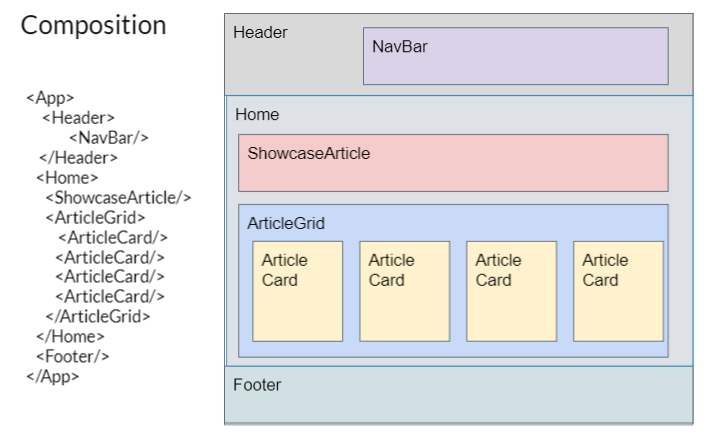 Composition
<App>
<Header>
<NavBar/>
</Header>
<Home>
<ShowcaseArticle/>
<ArticleGrid>
<ArticleCard/>
<ArticleCard/>
<ArticleCard/>
<ArticleCard/>
</ArticleGrid>
</Home>
<Footer/>
</App>
Header
NavBar
Home
ShowcaseArticle
ArticleGrid
Article
Card
Article
Card
Article
Card
Article
Card
Footer